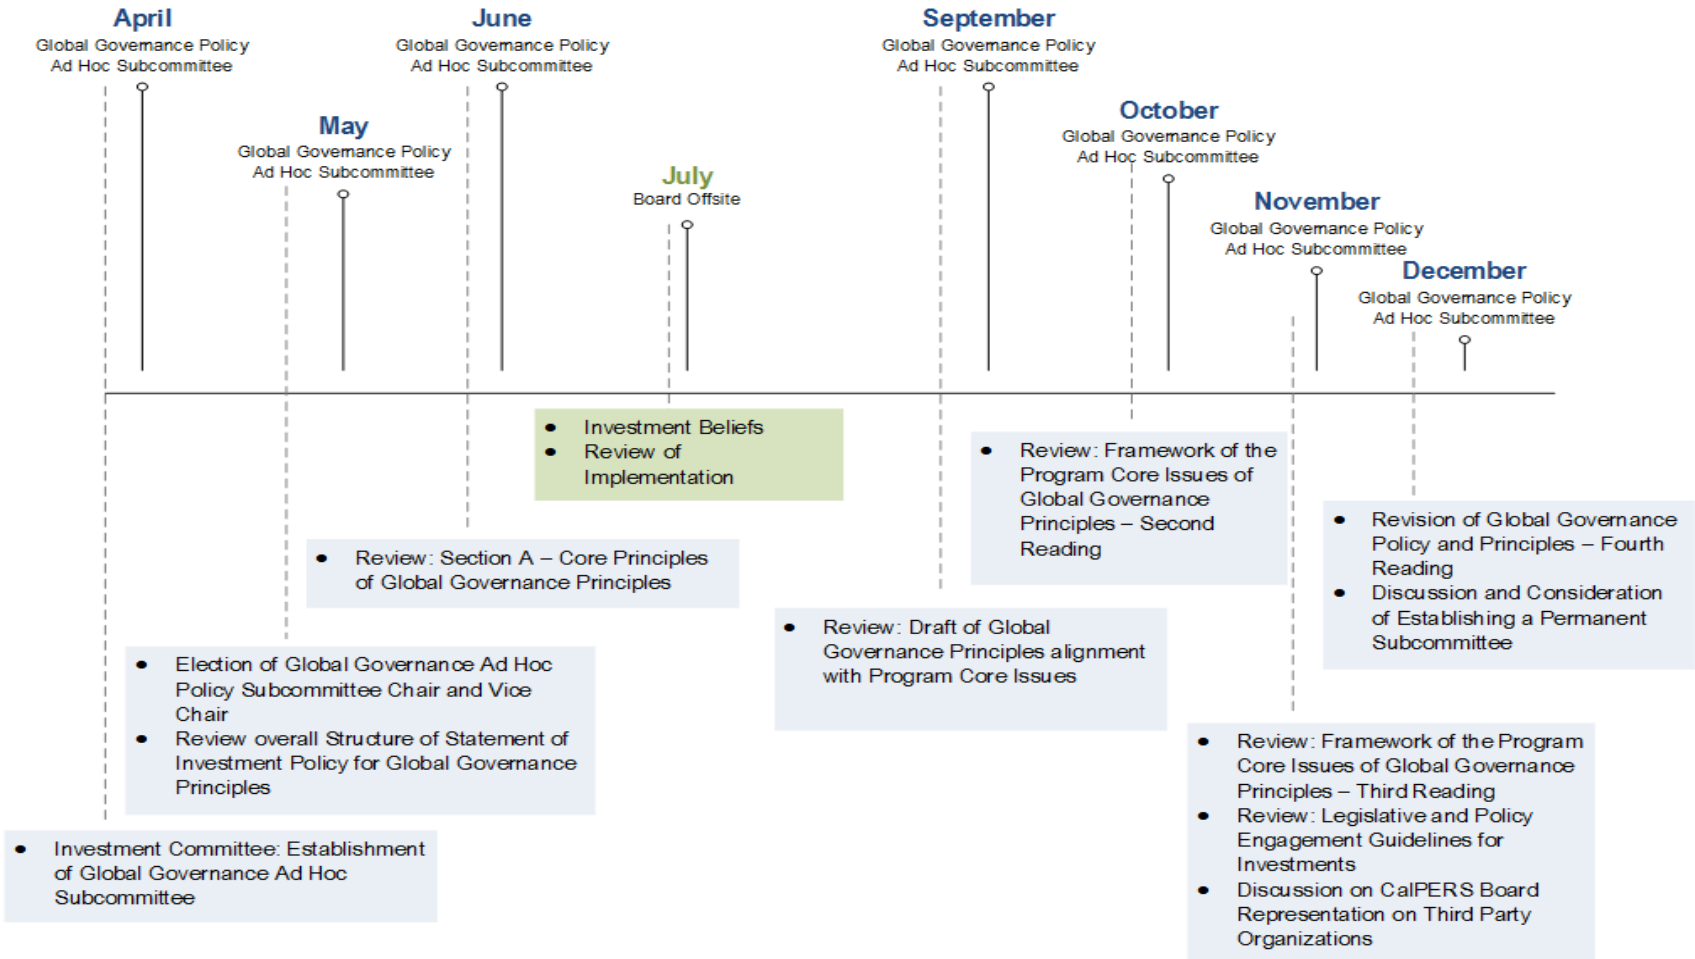 April
Global Governance Policy
Ad Hoc Subcommittee
May
Global Governance Policy
Ad Hoc Subcommittee
June
Global Governance Policy
Ad Hoc Subcommittee
July
Board Offsite
September
Global Governance Policy
Ad Hoc Subcommittee
October
Global Governance Policy
Ad Hoc Subcommittee
November
Global Governance Policy
Ad Hoc Subcommittee
December
Global Governance Policy
Ad Hoc Subcommittee
● Investment Committee: Establishment
of Global Governance Ad Hoc
Subcommittee
● Election of Global Governance Ad Hoc
Policy Subcommittee Chair and Vice
Chair
● Review overall Structure of Statement of
Investment Policy for Global Governance
Principles
● Review: Section A – Core Principles
of Global Governance Principles
● Investment Beliefs
● Review of
Implementation
● Review: Draft of Global
Governance Principles alignment
with Program Core Issues
● Review: Framework of the
Program Core Issues of
Global Governance
Principles – Second
Reading
● Review: Framework of the Program
Core Issues of Global Governance
Principles – Third Reading
● Review: Legislative and Policy
Engagement Guidelines for
Investments
● Discussion on CalPERS Board
Representation on Third Party
Organizations
● Revision of Global Governance
Policy and Principles – Fourth
Reading
● Discussion and Consideration
of Establishing a Permanent
Subcommittee